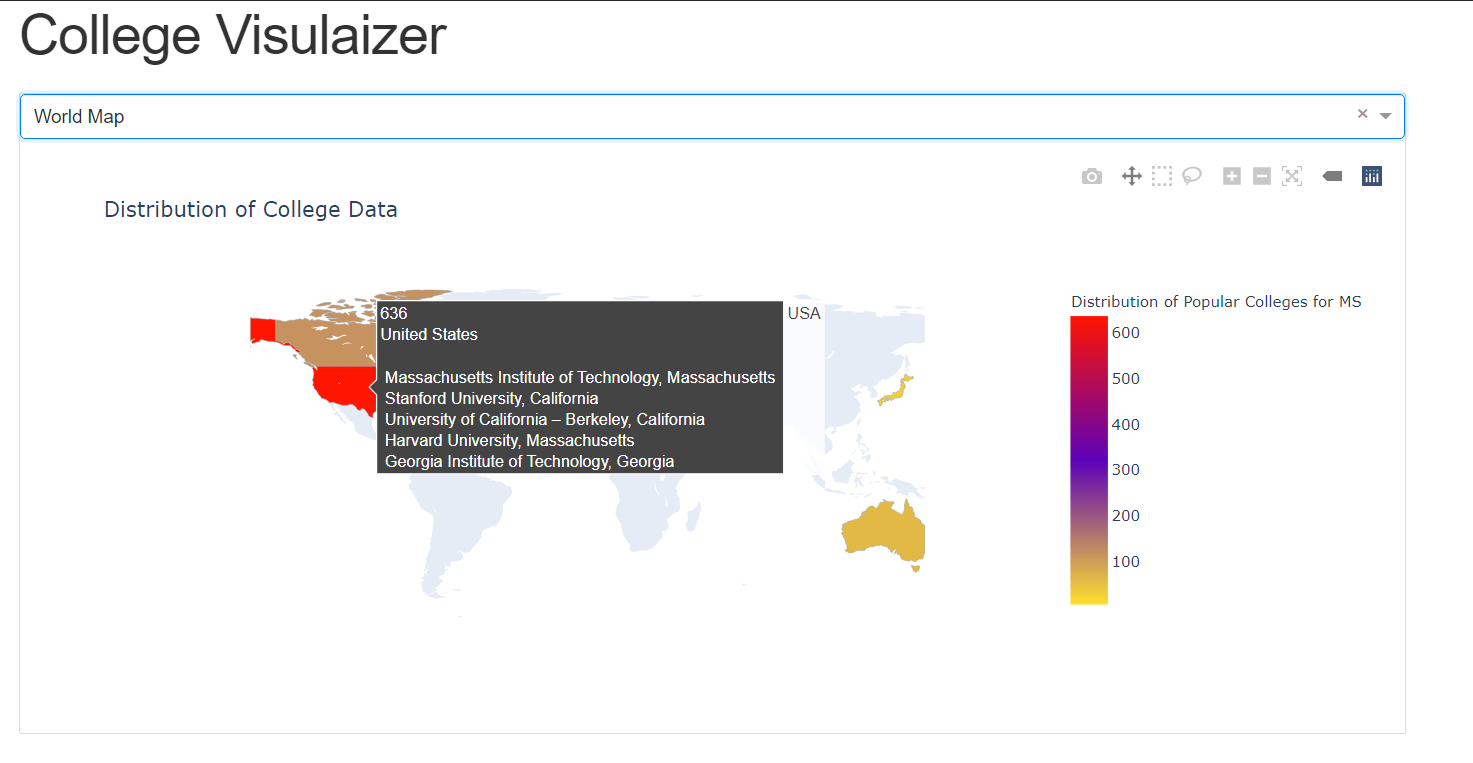 College Visulaizer
World Map
Distribution of College Data
636
United States
USA
Massachusetts Institute of Technology, Massachusetts
Stanford University, California
University of California – Berkeley, California
Harvard University, Massachusetts
Georgia Institute of Technology, Georgia
Distribution of Popular Colleges for MS
600
500
400
300
200
100